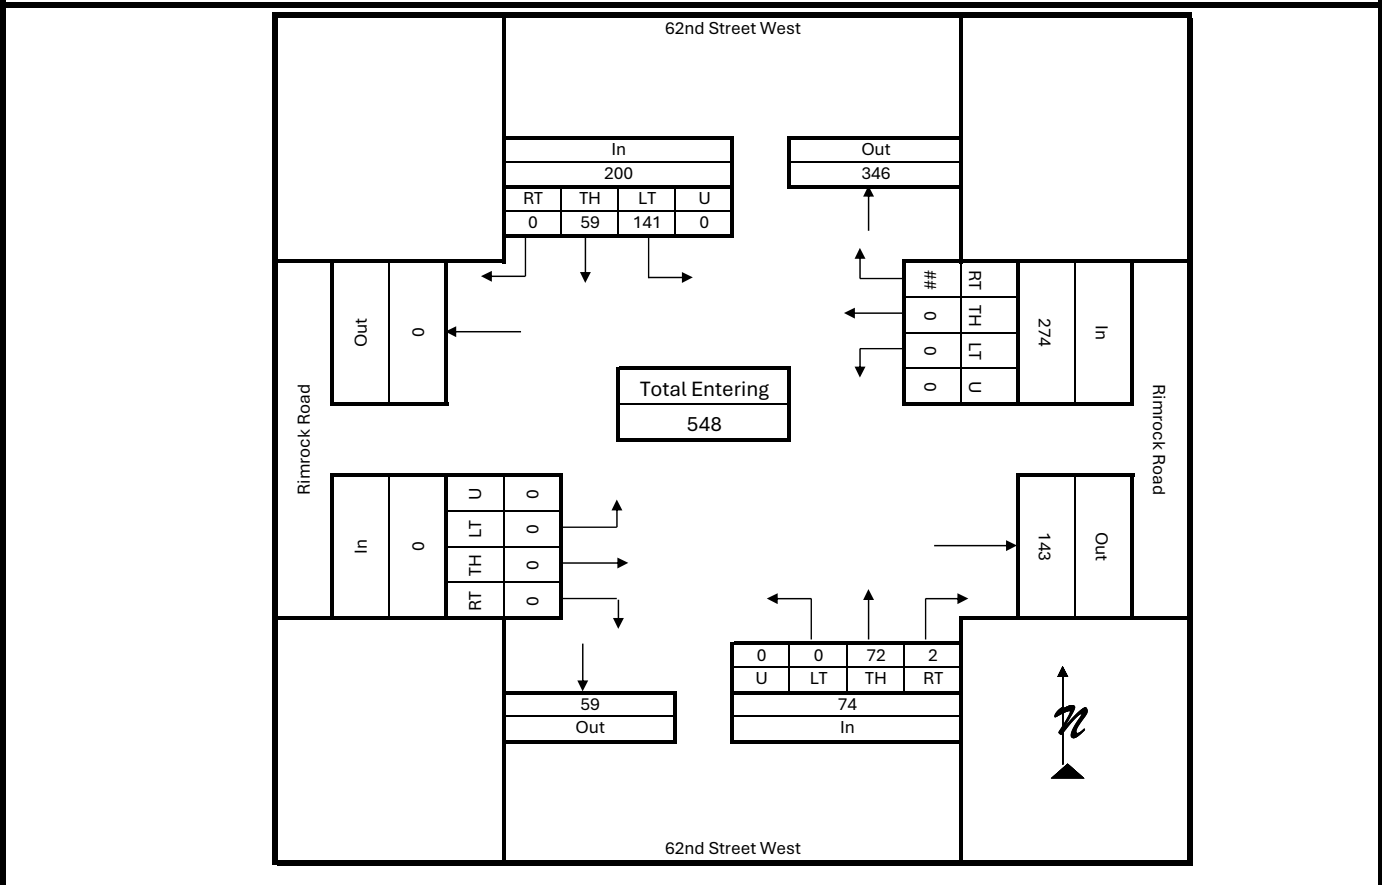 62nd Street West
In
200
RT TH LT U
0 59 141 0
Out
346
Out
0
## RT
0 TH
0 LT
0 U
274
In
Rimrock Road
Rimrock Road
Total Entering
548
In
0
U 0
LT 0
TH 0
RT 0
143
Out
59
Out
0 0 72 2
U LT TH RT
74
In
N
62nd Street West